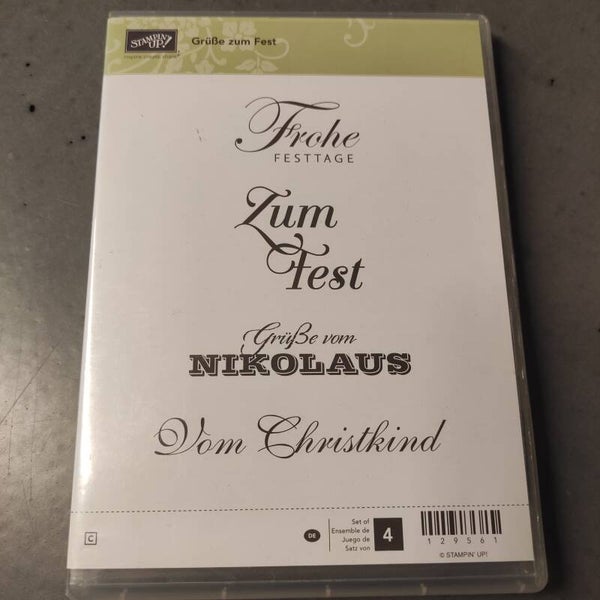 STAMPIN' UP!
Grüße zum Fest
Frohe
FESTTAGE
Zum
Fest
Grüße vom
NIKOLAUS
Vom Christkind
C
DE
Set of
Ensemble de
Juego de
Satz von
4
129561
© STAMPIN' UP!